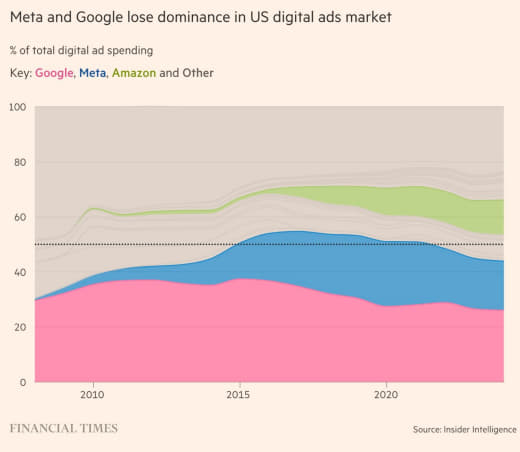 Meta and Google lose dominance in US digital ads market
% of total digital ad spending
Key: Google, Meta, Amazon and Other
100
80
60
40
20
0
2010 2015 2020
FINANCIAL TIMES
Source: Insider Intelligence